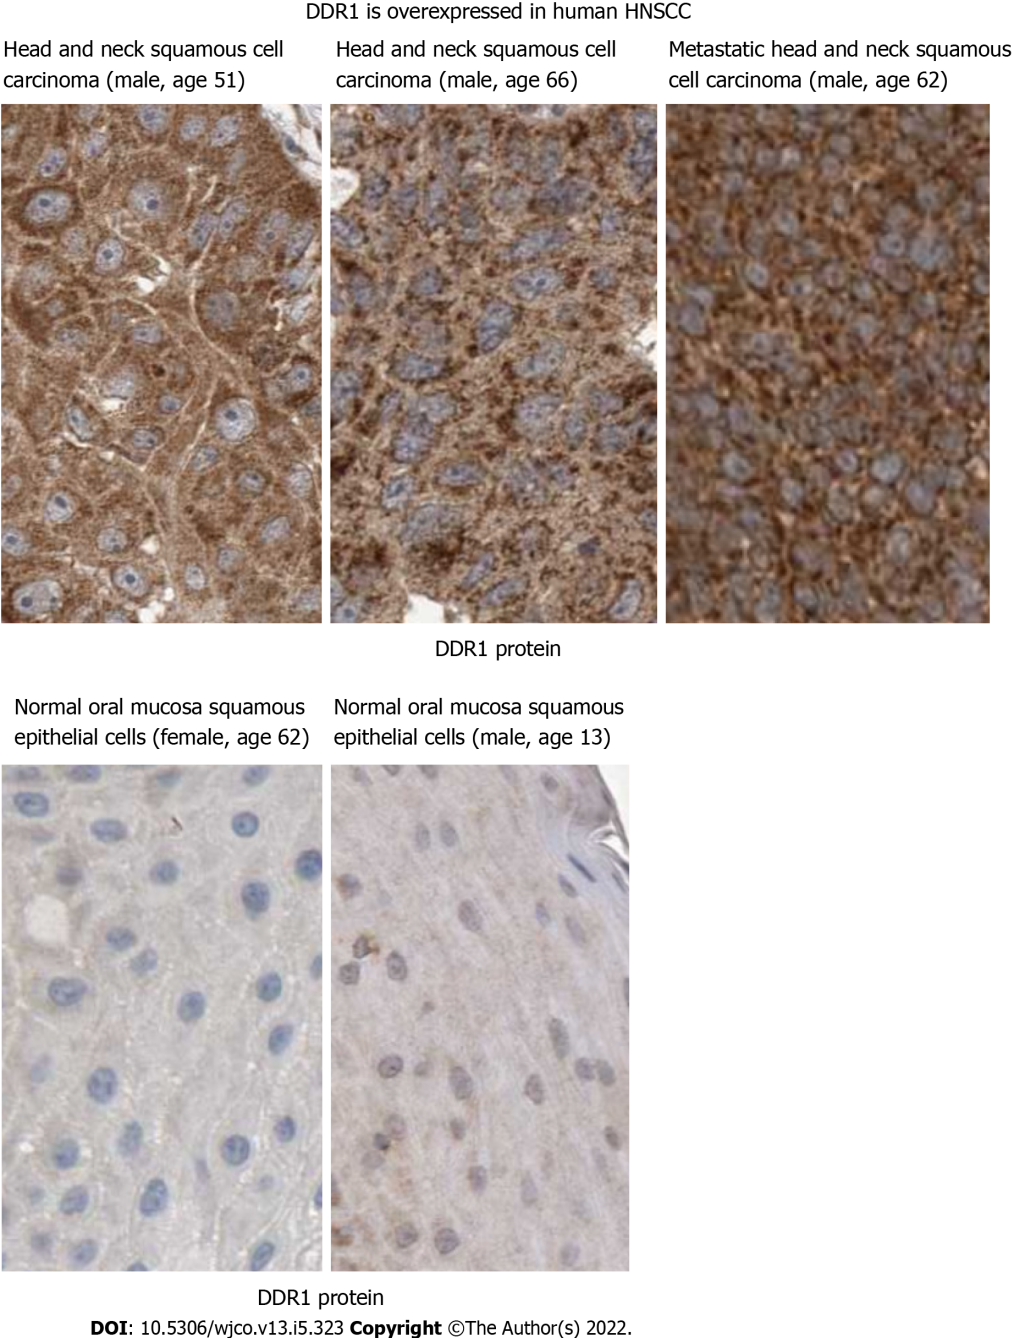 DDR1 is overexpressed in human HNSCC
Head and neck squamous cell
carcinoma (male, age 51)
Head and neck squamous cell
carcinoma (male, age 66)
Metastatic head and neck squamous
cell carcinoma (male, age 62)
DDR1 protein
Normal oral mucosa squamous
epithelial cells (female, age 62)
Normal oral mucosa squamous
epithelial cells (male, age 13)
DDR1 protein
DOI: 10.5306/wjco.v13.i5.323 Copyright ©The Author(s) 2022.